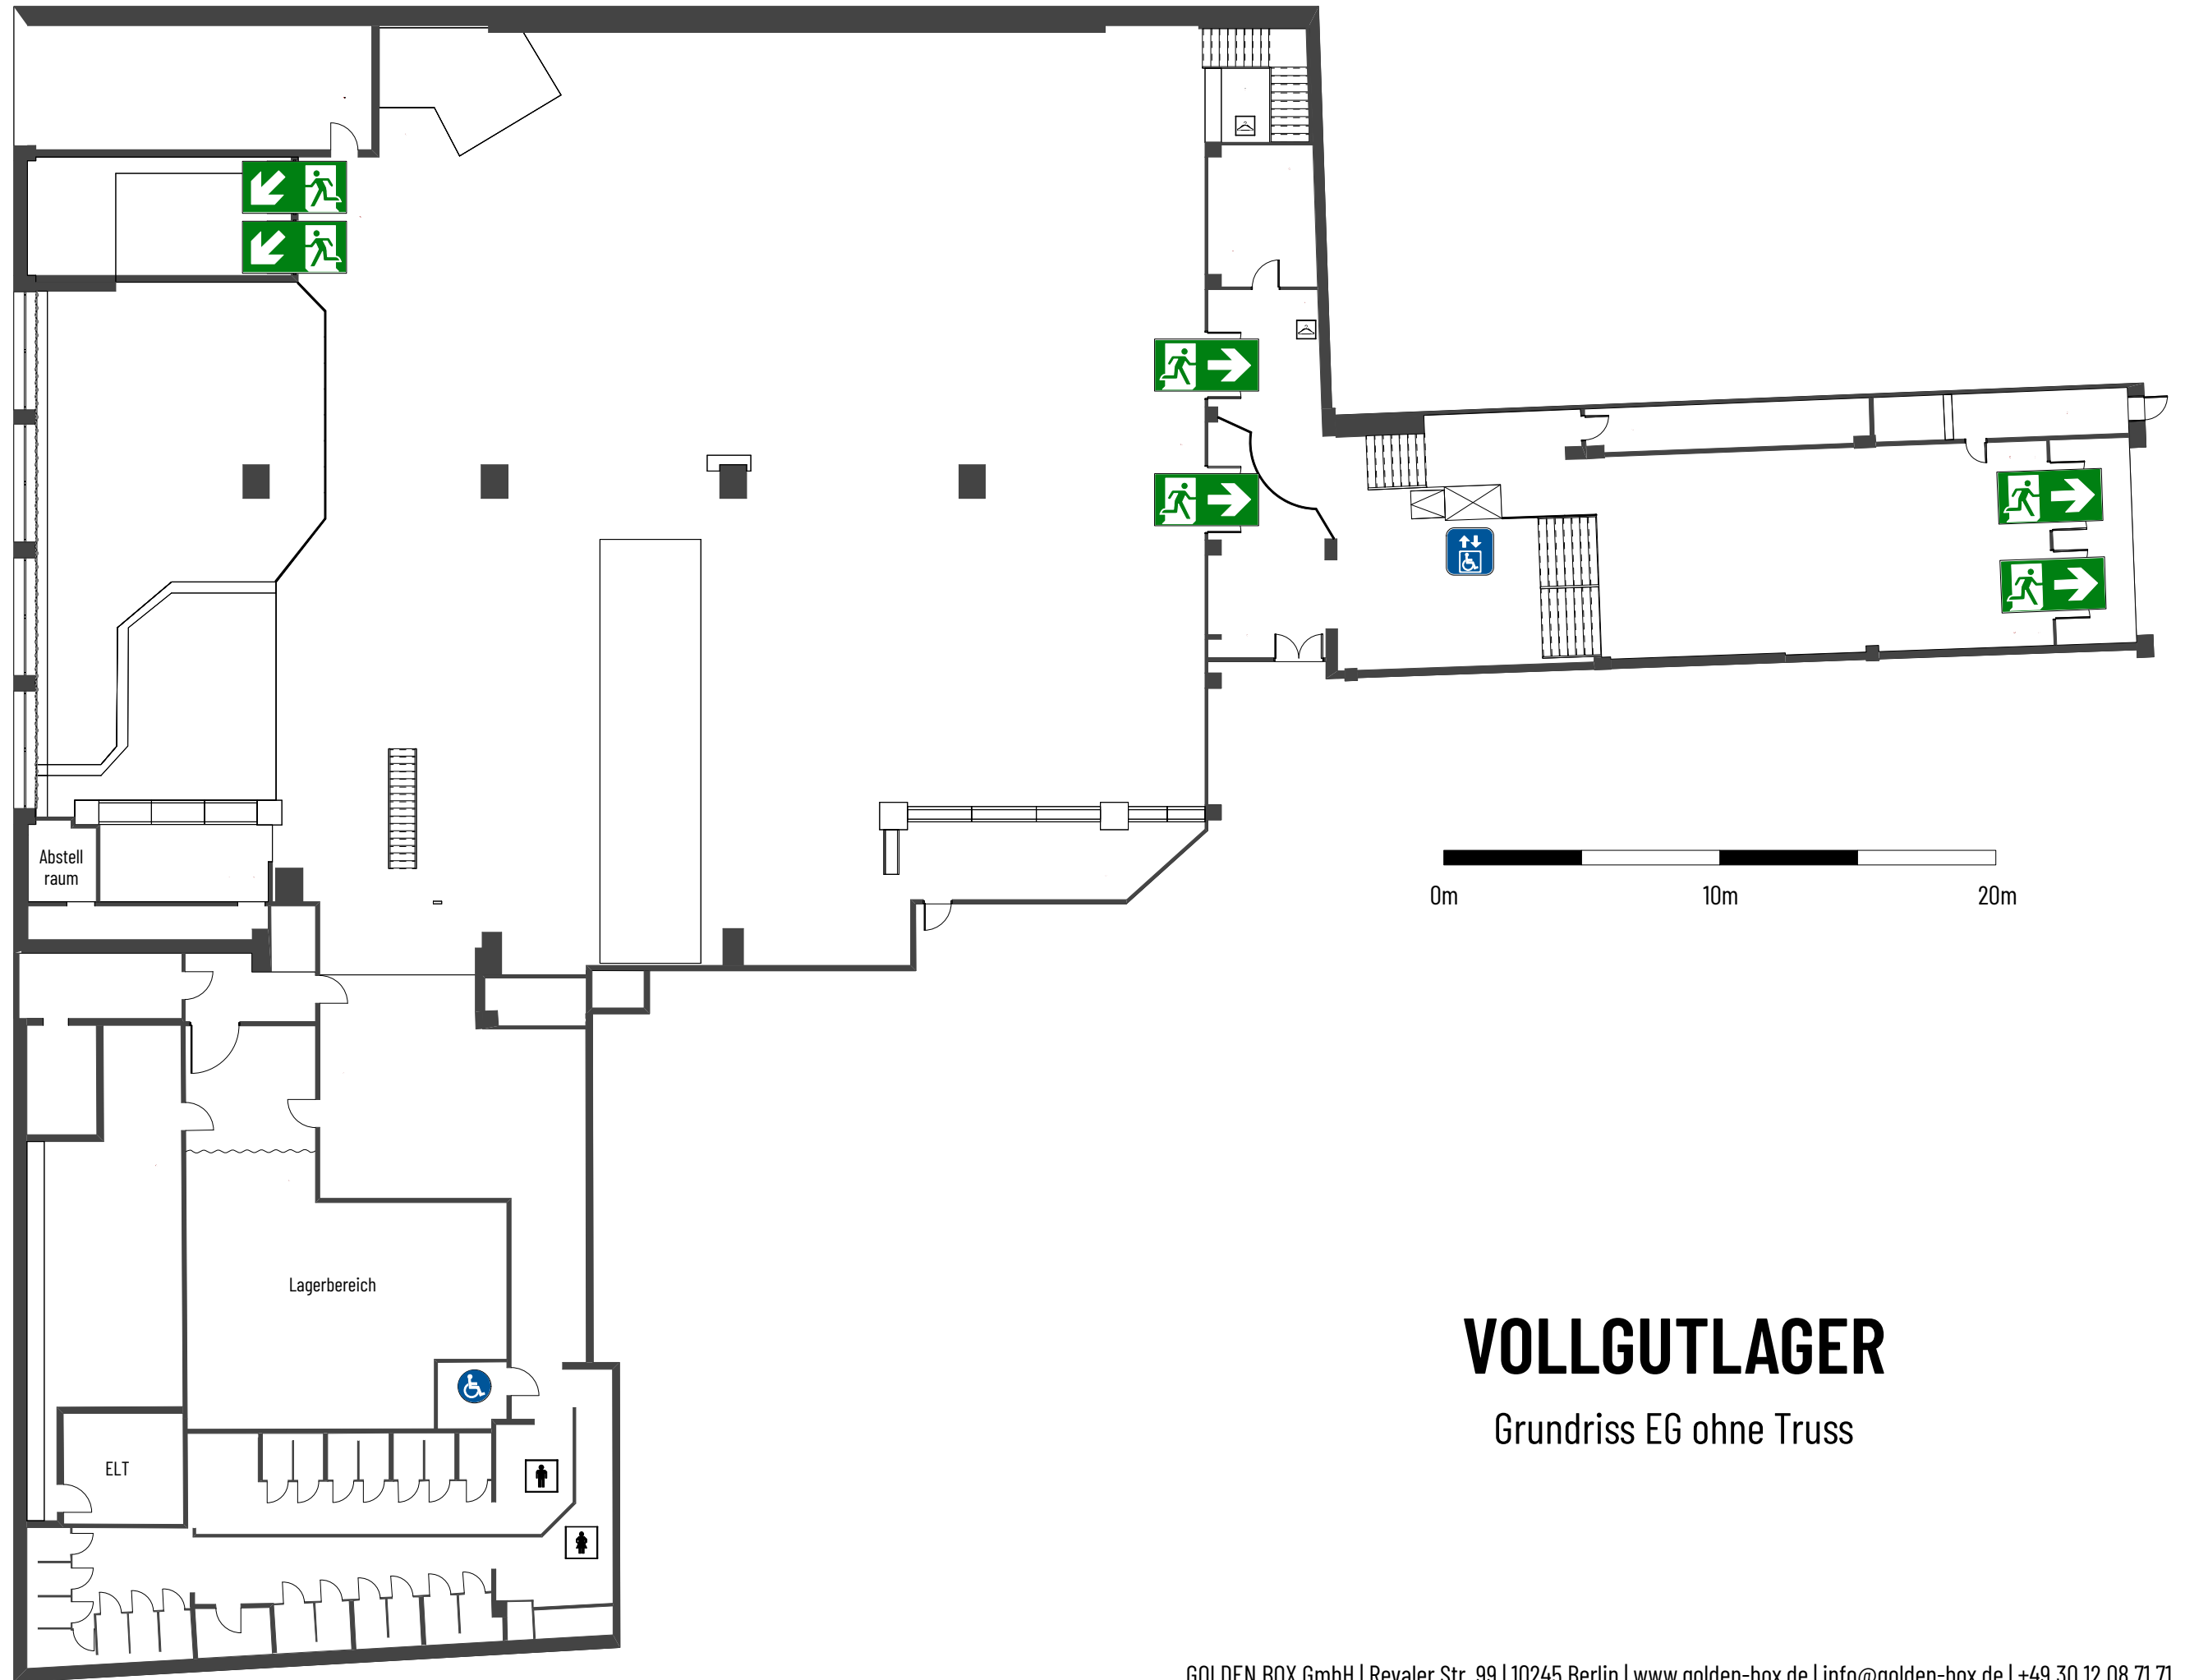 Abstell
raum
0m 10m 20m
Lagerbereich
VOLLGUTLAGER
Grundriss EG ohne Truss
ELT
GOLDEN BOX GmbH | Revaler Str. 99 | 10245 Berlin | www.golden-box.de | info@golden-box.de | +49 30 12 08 71 71